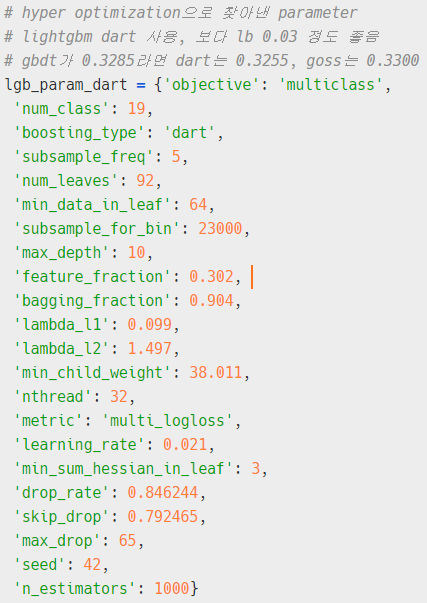 # hyper optimization으로 찾아낸 parameter
# lightgbm dart 사용, 보다 lb 0.03 정도 좋음
# gbdt가 0.3285라면 dart는 0.3255, goss는 0.3300
lgb_param_dart = {'objective': 'multiclass',
'num_class': 19,
'boosting_type': 'dart',
'subsample_freq': 5,
'num_leaves': 92,
'min_data_in_leaf': 64,
'subsample_for_bin': 23000,
'max_depth': 10,
'feature_fraction': 0.302,
'bagging_fraction': 0.904,
'lambda_l1': 0.099,
'lambda_l2': 1.497,
'min_child_weight': 38.011,
'nthread': 32,
'metric': 'multi_logloss',
'learning_rate': 0.021,
'min_sum_hessian_in_leaf': 3,
'drop_rate': 0.846244,
'skip_drop': 0.792465,
'max_drop': 65,
'seed': 42,
'n_estimators': 1000}